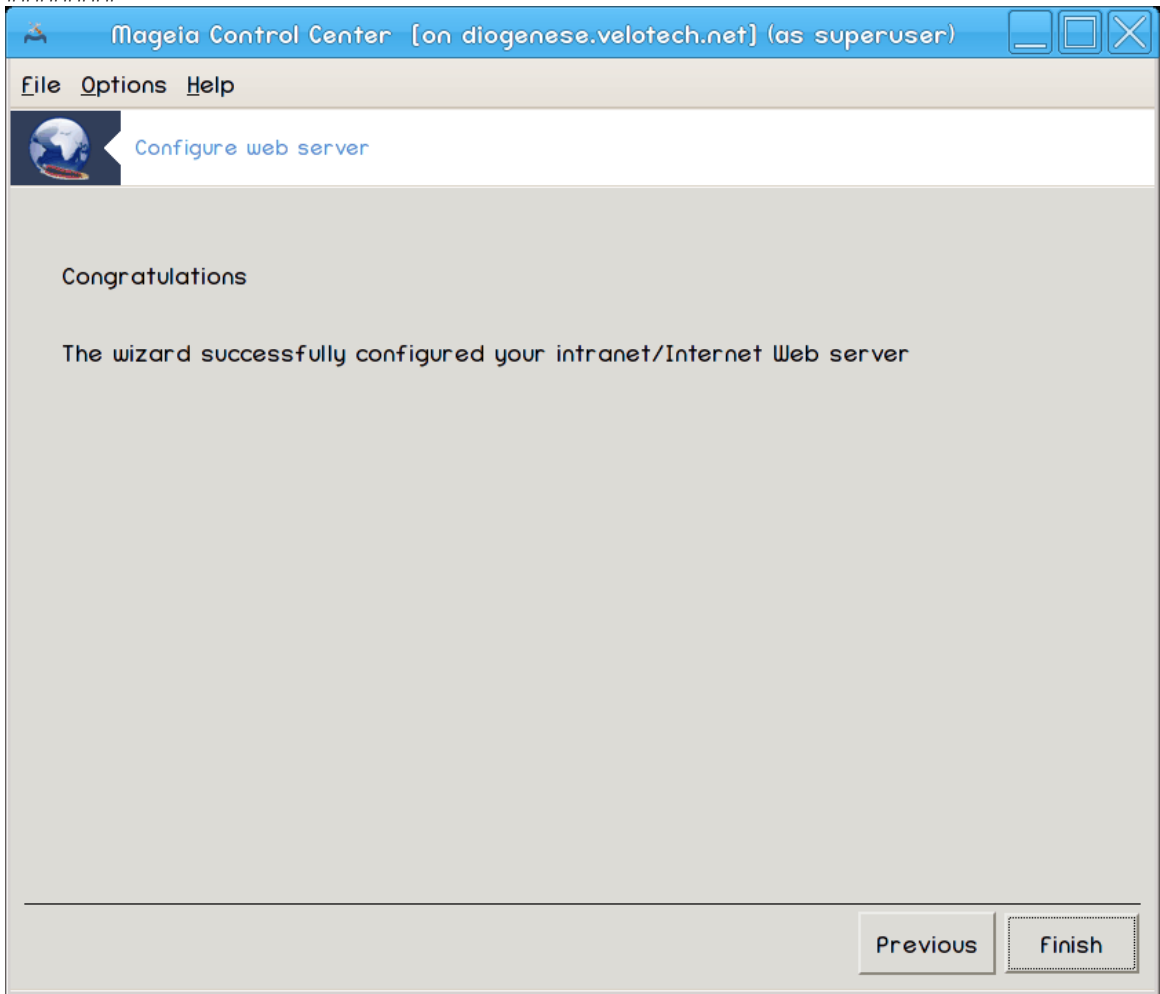 Mageia Control Center [on diogenese.velotech.net] (as superuser)
File Options Help
Configure web server
Congratulations
The wizard successfully configured your intranet/Internet Web server
Previous Finish